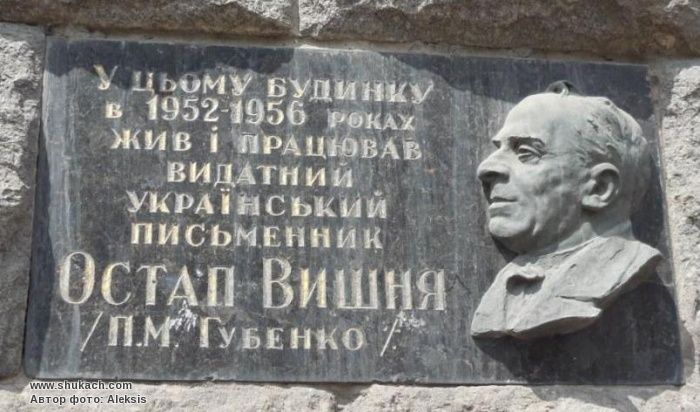 У ЦЬОМУ БУДИНКУ
в 1952-1956 РОКАХ
ЖИВ І ПРАЦЮВАВ
ВИДАТНИЙ
УКРАЇНСЬКИЙ
ПИСЬМЕННИК
ОСТАП ВИШНЯ
/П.М. ГУБЕНКО/
www.shukach.com
Автор фото: Aleksis